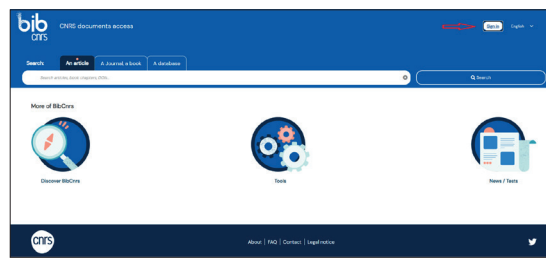 bib
cnrs
CNRS documents access
Sign in
English
Search:
An article
A Journal, a book
A database
Search articles, book chapters, DOIs...
Search
More of BibCnrs
Discover BibCnrs
Tools
News / Tests
cnrs
About | FAQ | Contact | Legal notice